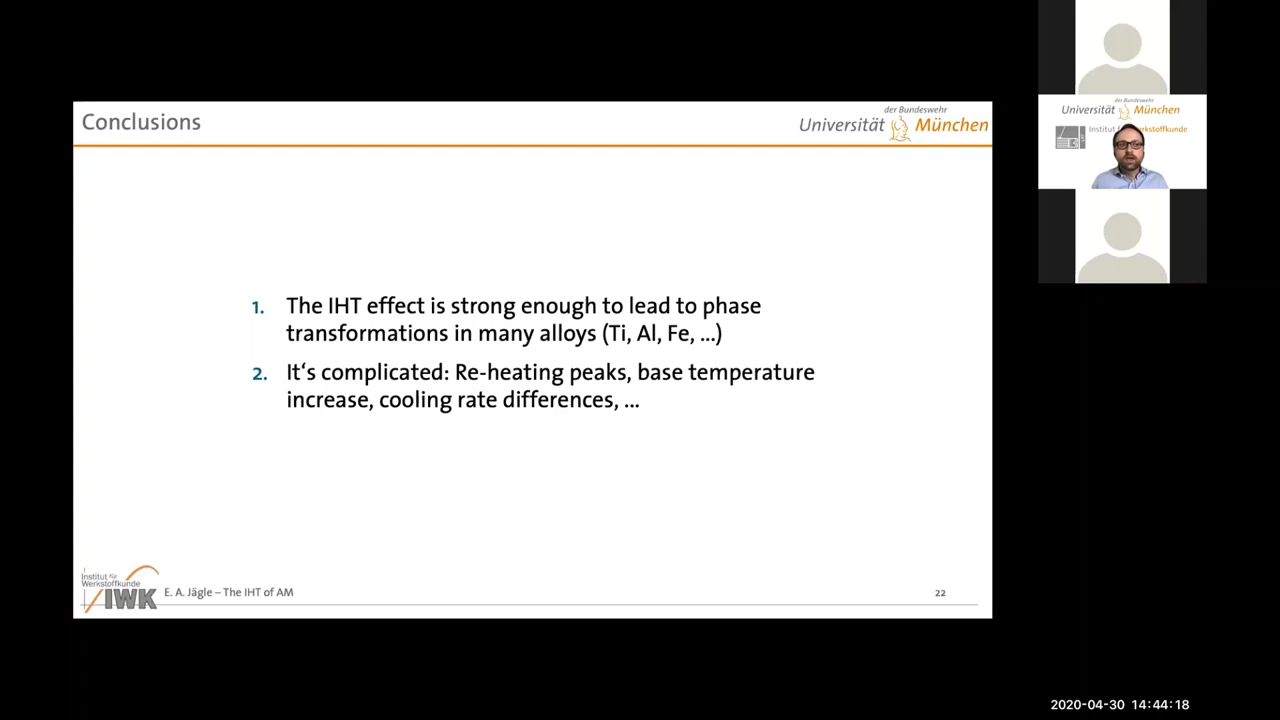 Conclusions
der Bundeswehr
Universität München
1. The IHT effect is strong enough to lead to phase
transformations in many alloys (Ti, Al, Fe, ...)
2. It‘s complicated: Re-heating peaks, base temperature
increase, cooling rate differences, ...
Institut für
Werkstoffkunde
IWK
E. A. Jägle – The IHT of AM
22
der Bundeswehr
Universität München
Institut
2020-04-30 14:44:18